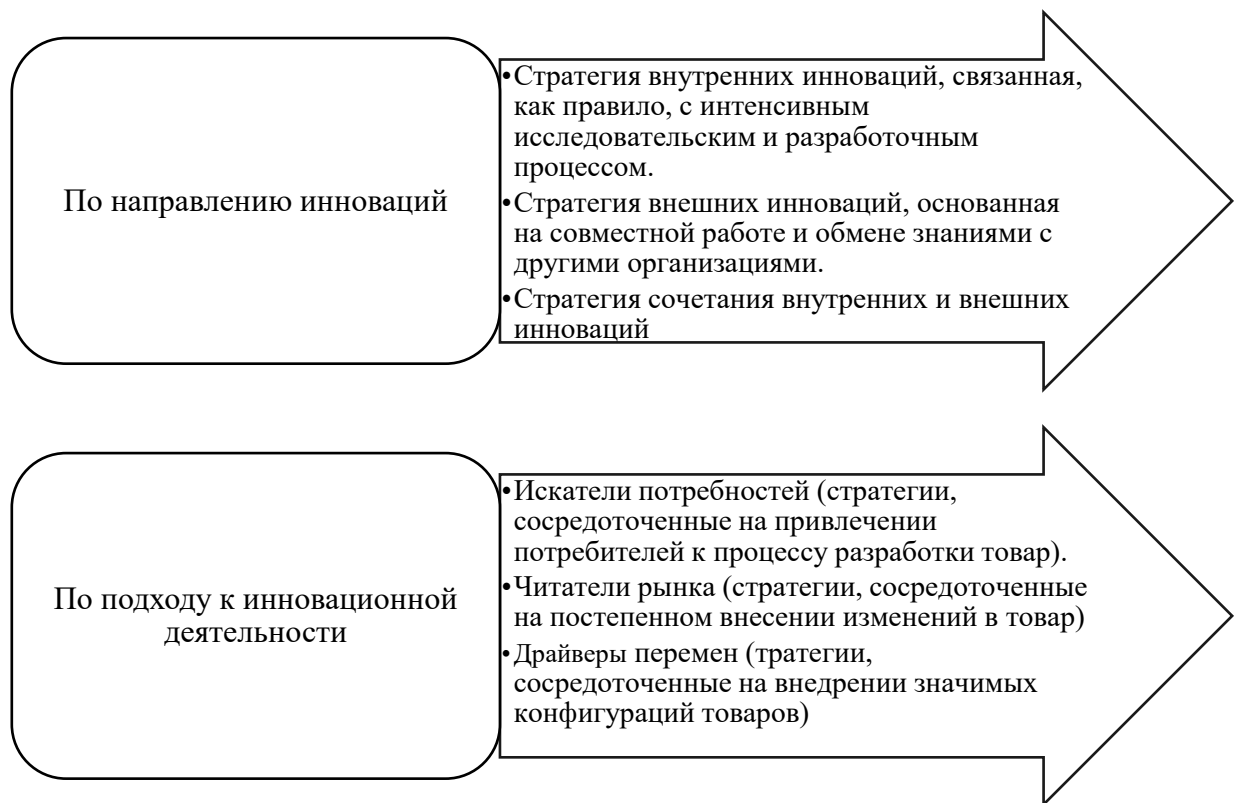 По направлению инноваций
•Стратегия внутренних инноваций, связанная,
как правило, с интенсивным
исследовательским и разработочным
процессом.
•Стратегия внешних инноваций, основанная
на совместной работе и обмене знаниями с
другими организациями.
•Стратегия сочетания внутренних и внешних
инноваций
По подходу к инновационной
деятельности
•Искатели потребностей (стратегии,
сосредоточенные на привлечении
потребителей к процессу разработки товар).
•Читатели рынка (стратегии, сосредоточенные
на постепенном внесении изменений в товар)
•Драйверы перемен (тратегии,
сосредоточенные на внедрении значимых
конфигураций товаров)